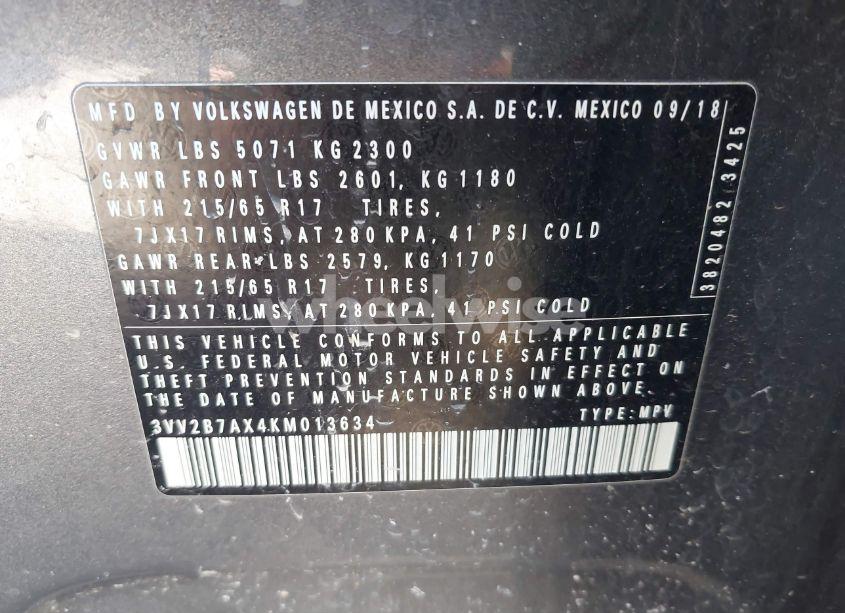 MFD BY VOLKSWAGEN DE MEXICO S.A. DE C.V. MEXICO 09/18
GVWR LBS 5071 KG 2300
GAWR FRONT LBS 2601, KG 1180
WITH 215/65 R17 TIRES,
7JX17 RIMS, AT 280 KPA, 41 PSI COLD
GAWR REAR LBS 2579, KG 1170
WITH 215/65 R17 TIRES,
7JX17 RIMS, AT 280 KPA, 41 PSI COLD
3820482 3425
wheelwise
THIS VEHICLE CONFORMS TO ALL APPLICABLE
U.S. FEDERAL MOTOR VEHICLE SAFETY AND
THEFT PREVENTION STANDARDS IN EFFECT ON
THE DATE OF MANUFACTURE SHOWN ABOVE.
3VV2B7AX4KM013634 TYPE: MPV